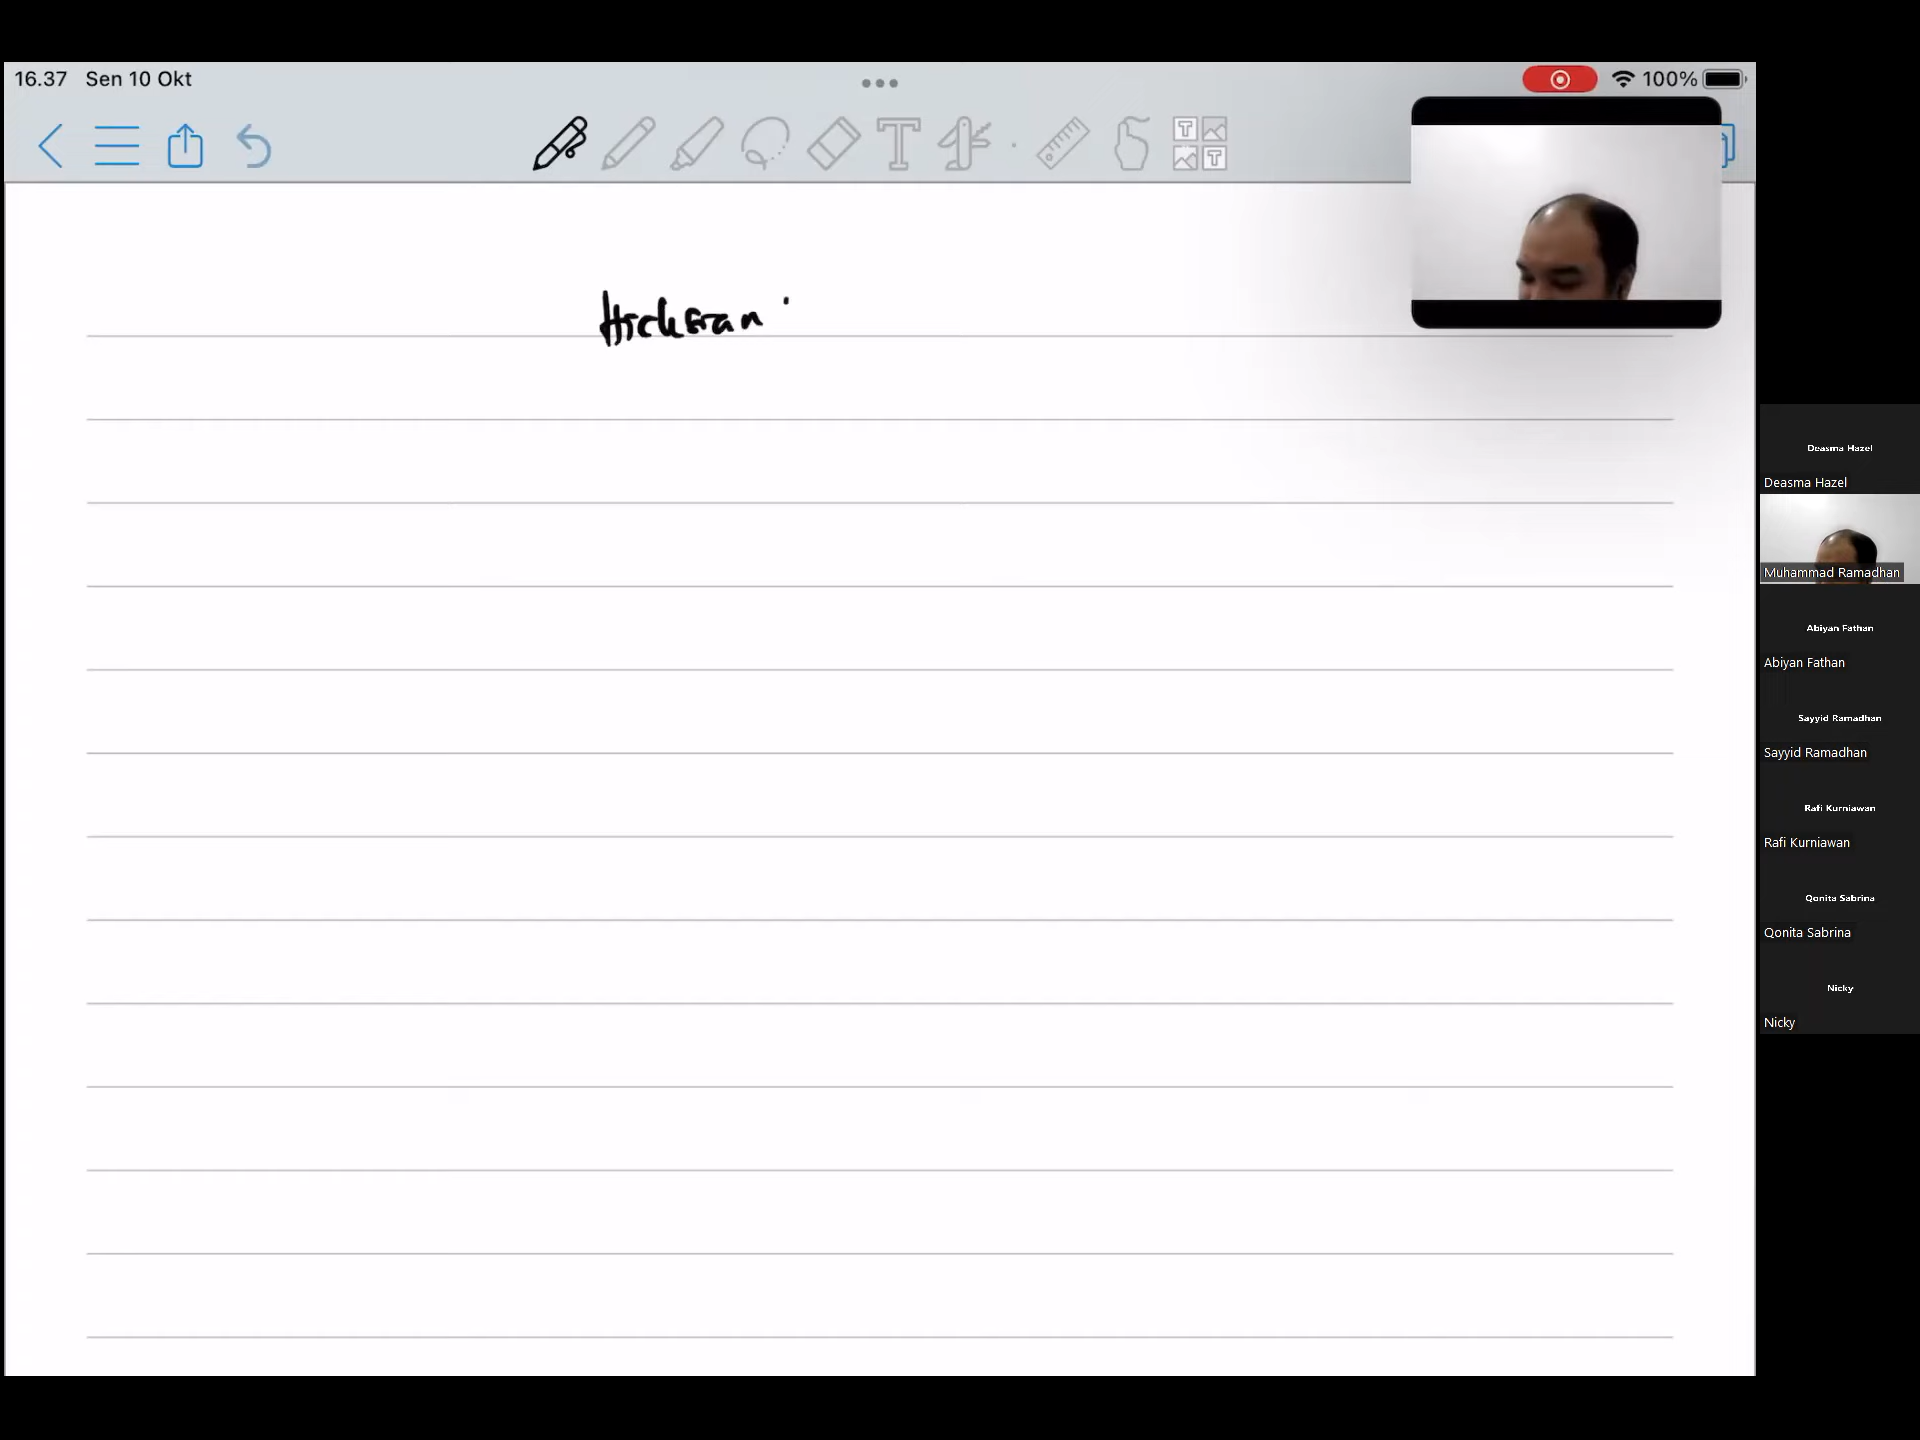 16.37 Sen 10 Okt
100%
Hicksian
Deasma Hazel
Deasma Hazel
Muhammad Ramadhan
Abiyan Fathan
Abiyan Fathan
Sayyid Ramadhan
Sayyid Ramadhan
Rafi Kurniawan
Rafi Kurniawan
Qonita Sabrina
Qonita Sabrina
Nicky
Nicky